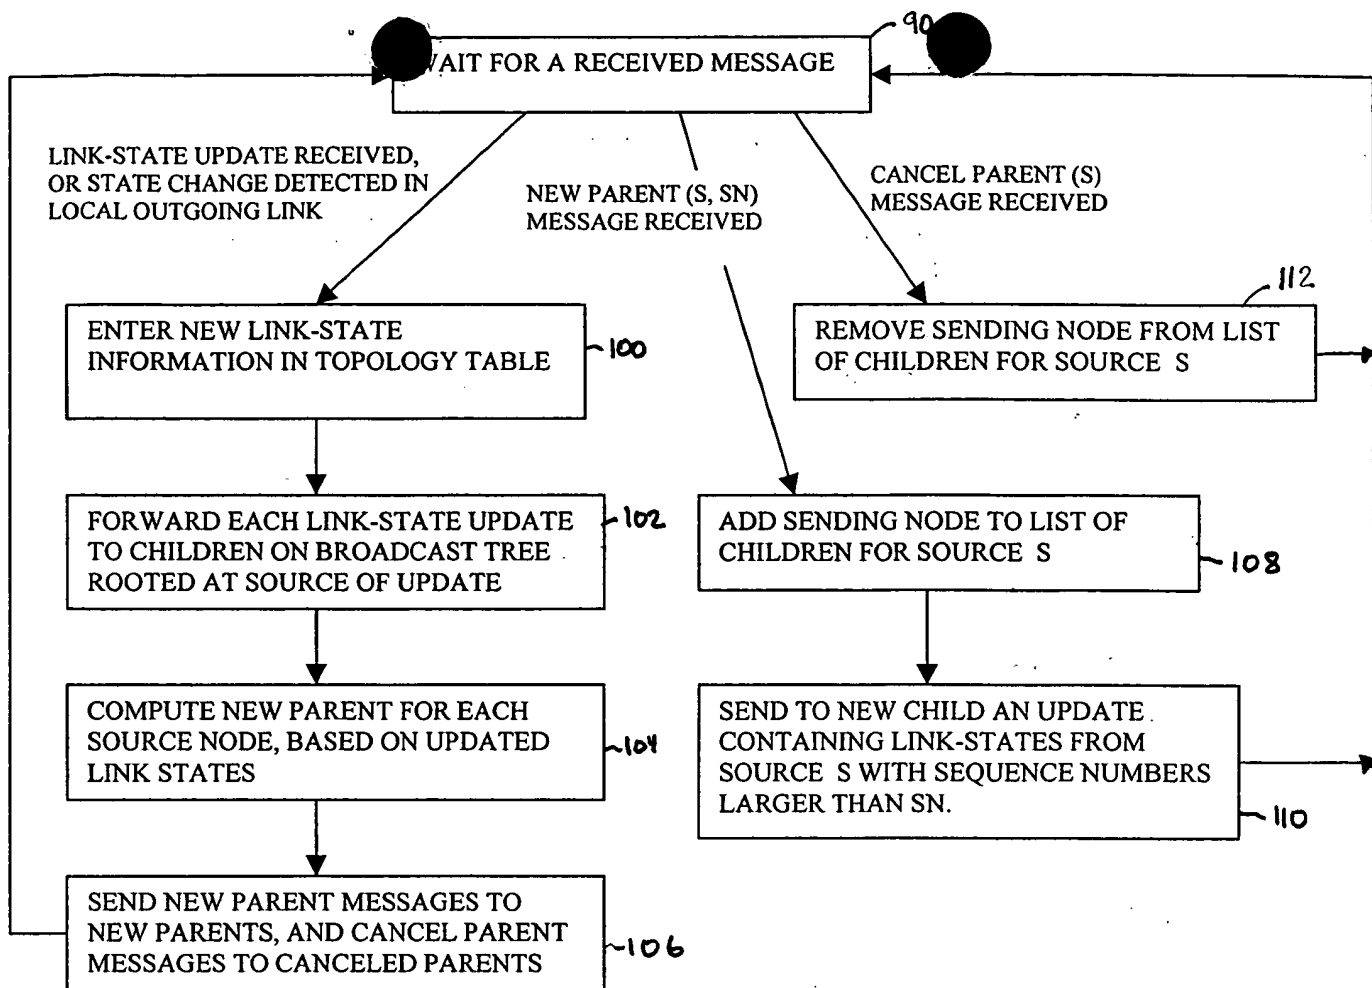 90
WAIT FOR A RECEIVED MESSAGE
LINK-STATE UPDATE RECEIVED,
OR STATE CHANGE DETECTED IN
LOCAL OUTGOING LINK
NEW PARENT (S, SN)
MESSAGE RECEIVED
CANCEL PARENT (S)
MESSAGE RECEIVED
112
ENTER NEW LINK-STATE
INFORMATION IN TOPOLOGY TABLE
100
REMOVE SENDING NODE FROM LIST
OF CHILDREN FOR SOURCE S
FORWARD EACH LINK-STATE UPDATE
TO CHILDREN ON BROADCAST TREE
ROOTED AT SOURCE OF UPDATE
102
ADD SENDING NODE TO LIST OF
CHILDREN FOR SOURCE S
108
COMPUTE NEW PARENT FOR EACH
SOURCE NODE, BASED ON UPDATED
LINK STATES
104
SEND TO NEW CHILD AN UPDATE
CONTAINING LINK-STATES FROM
SOURCE S WITH SEQUENCE NUMBERS
LARGER THAN SN.
110
SEND NEW PARENT MESSAGES TO
NEW PARENTS, AND CANCEL PARENT
MESSAGES TO CANCELED PARENTS
106